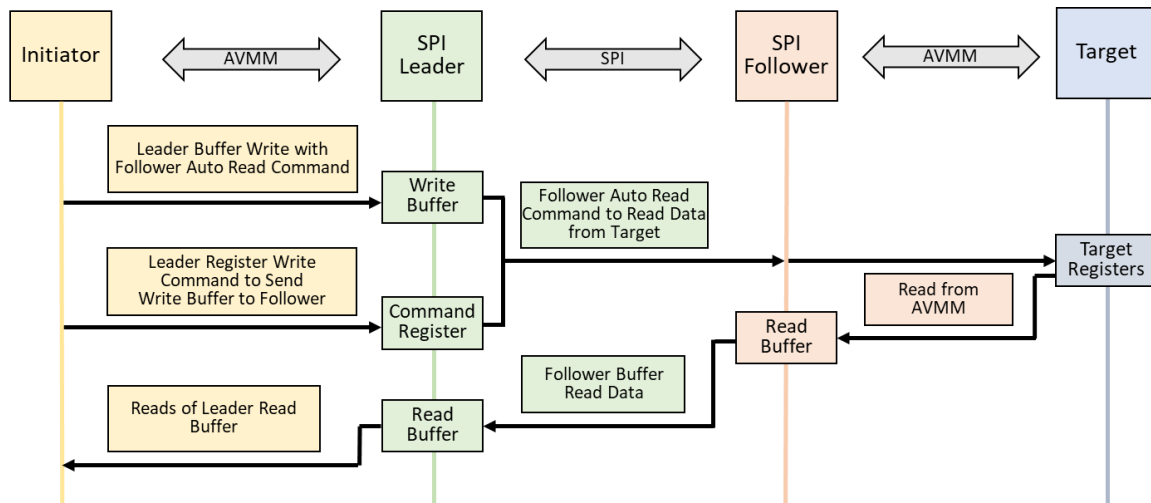 Initiator
AVMM
SPI
Leader
SPI
SPI
Follower
AVMM
Target
Leader Buffer Write with
Follower Auto Read Command
Write
Buffer
Follower Auto Read
Command to Read Data
from Target
Leader Register Write
Command to Send
Write Buffer to Follower
Target
Registers
Command
Register
Read from
AVMM
Read
Buffer
Follower Buffer
Read Data
Reads of Leader Read
Buffer
Read
Buffer